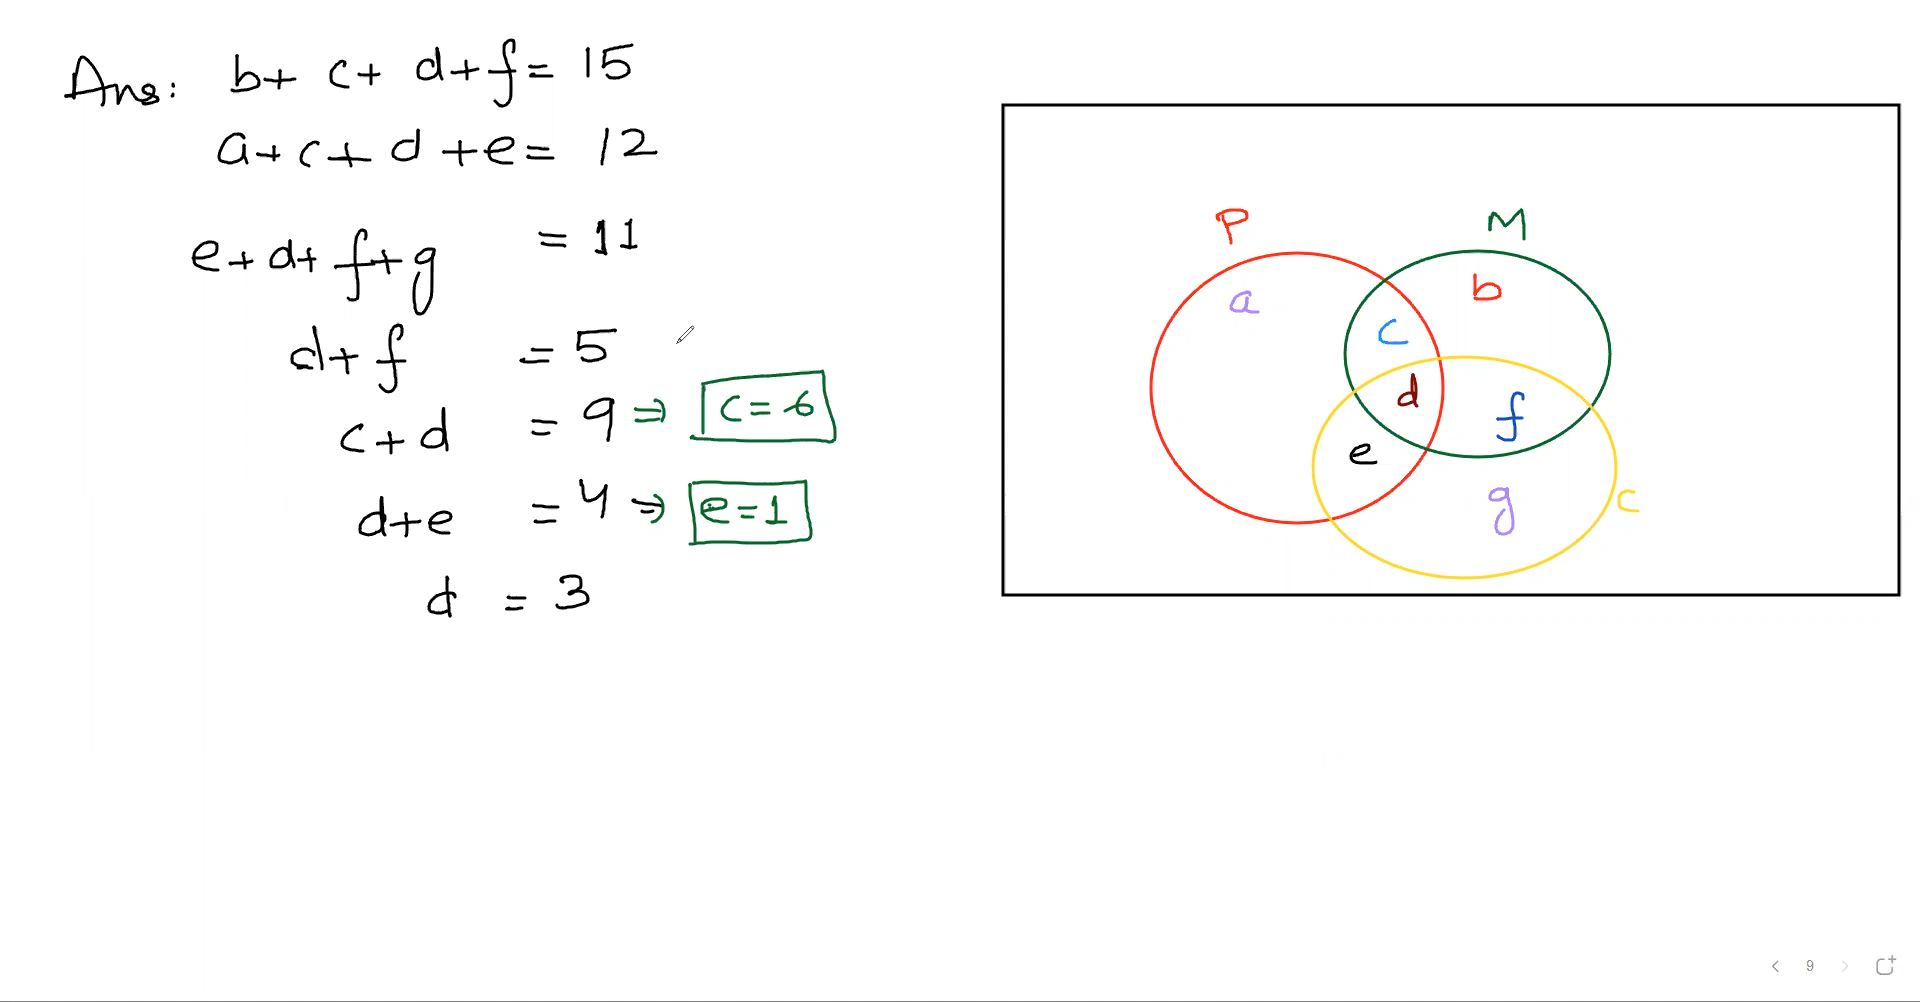 Ans: b+ c+ d+f= 15
a+c+d+e= 12
e+d+f+g = 11
d+f = 5
c+d = 9 ⇒ c=6
d+e = 4 ⇒ e=1
d = 3
P
M
a
b
c
d
e
f
g
c
9